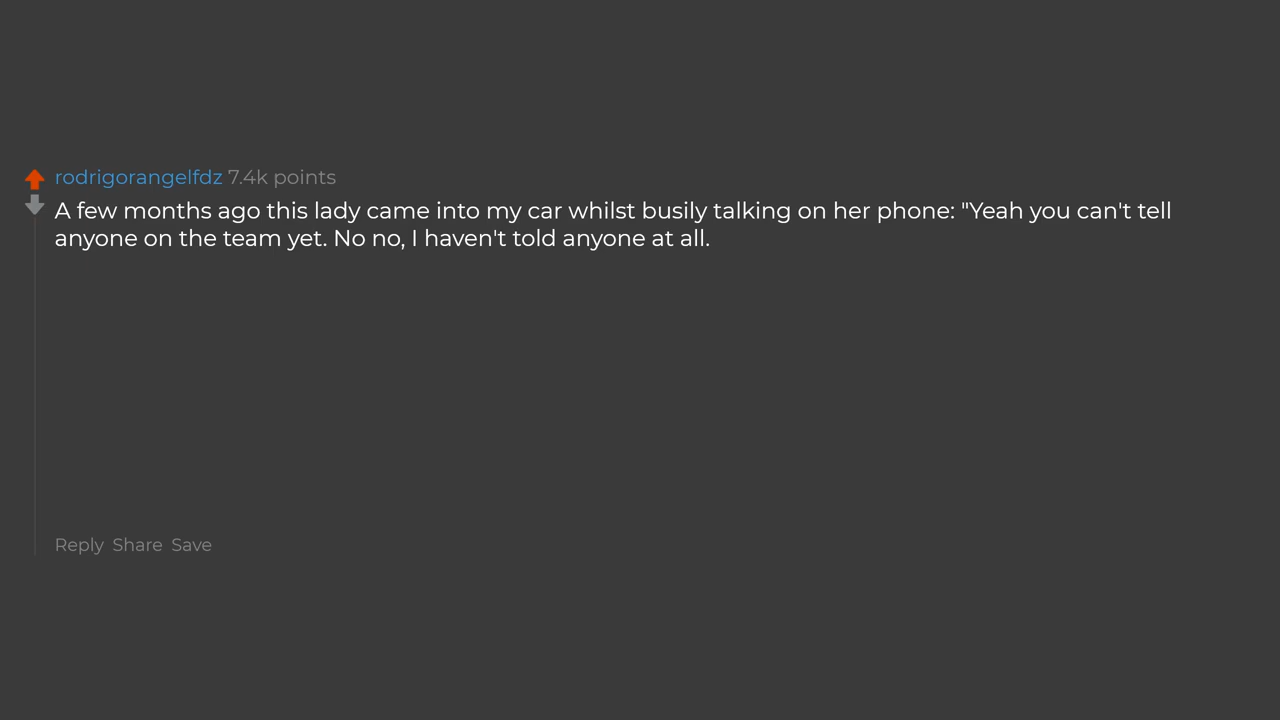 rodrigorangelfdz 7.4k points
A few months ago this lady came into my car whilst busily talking on her phone: "Yeah you can't tell
anyone on the team yet. No no, I haven't told anyone at all.
Reply Share Save